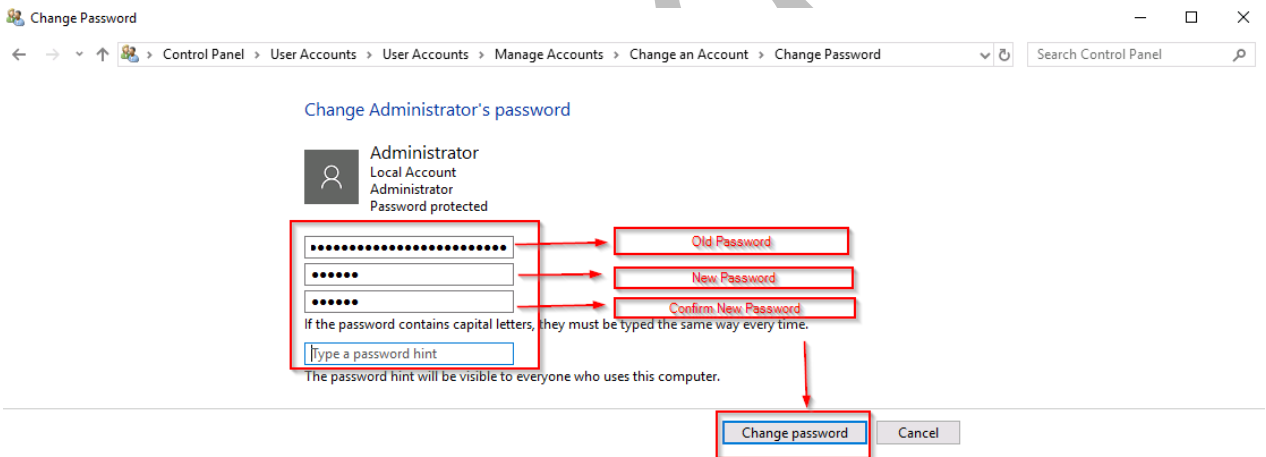 Change Password
Control Panel > User Accounts > User Accounts > Manage Accounts > Change an Account > Change Password
Search Control Panel
Change Administrator's password
Administrator
Local Account
Administrator
Password protected
●●●●●●●●●●●●●●●●●●●●●●●●● Old Password
●●●●●● New Password
●●●●●● Confirm New Password
If the password contains capital letters, they must be typed the same way every time.
Type a password hint
The password hint will be visible to everyone who uses this computer.
Change password Cancel